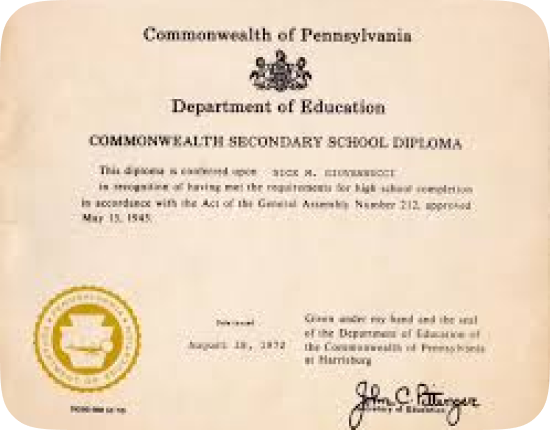 Commonwealth of Pennsylvania
Department of Education
COMMONWEALTH SECONDARY SCHOOL DIPLOMA
This diploma is conferred upon NICK M. GIOVANNUCCI
in recognition of having met the requirements for high school completion
in accordance with the Act of the General Assembly Number 212, approved
May 15, 1945.
Date issued
August 28, 1972
Given under my hand and the seal
of the Department of Education of
the Commonwealth of Pennsylvania
at Harrisburg
John C. Pittenger
Secretary of Education